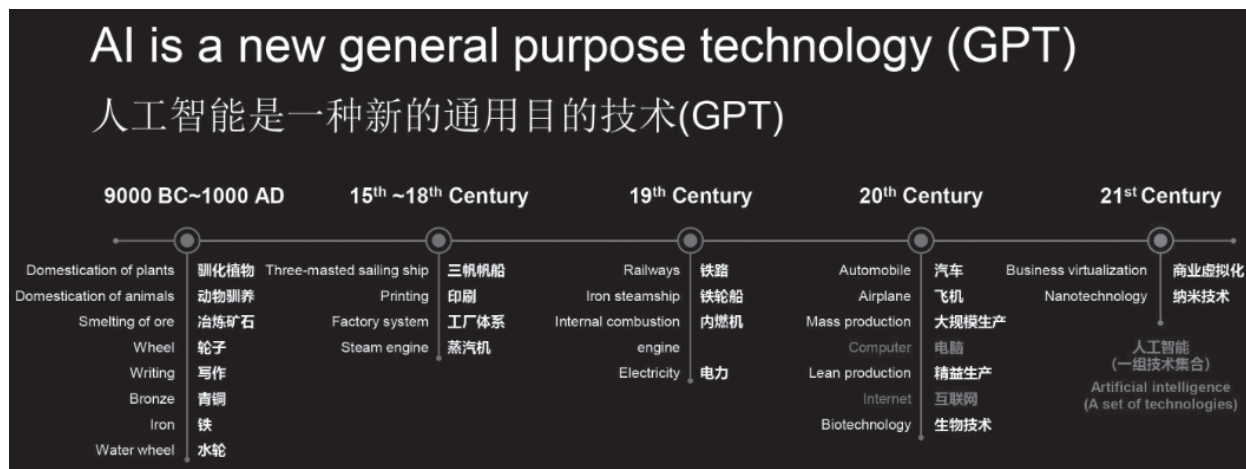 AI is a new general purpose technology (GPT)
人工智能是一种新的通用目的技术(GPT)
9000 BC~1000 AD
Domestication of plants 驯化植物
Domestication of animals 动物驯养
Smelting of ore 冶炼矿石
Wheel 轮子
Writing 写作
Bronze 青铜
Iron 铁
Water wheel 水轮
15th ~18th Century
Three-masted sailing ship 三帆帆船
Printing 印刷
Factory system 工厂体系
Steam engine 蒸汽机
19th Century
Railways 铁路
Iron steamship 铁轮船
Internal combustion 内燃机
engine
Electricity 电力
20th Century
Automobile 汽车
Airplane 飞机
Mass production 大规模生产
Computer 电脑
Lean production 精益生产
Internet 互联网
Biotechnology 生物技术
21st Century
Business virtualization 商业虚拟化
Nanotechnology 纳米技术
人工智能
(一组技术集合)
Artificial intelligence
(A set of technologies)